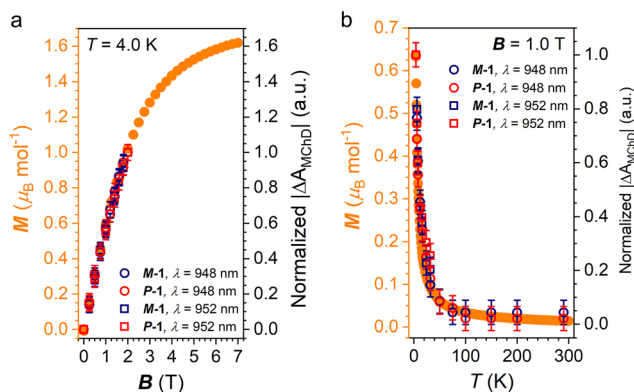 a
T = 4.0 K
M (μB mol-1)
1.6
1.4
1.2
1.0
0.8
0.6
0.4
0.2
0.0
1.6
1.4
1.2
1.0
0.8
0.6
0.4
0.2
0.0
Normalized |ΔAMChD| (a.u.)
M-1, λ = 948 nm
P-1, λ = 948 nm
M-1, λ = 952 nm
P-1, λ = 952 nm
0 1 2 3 4 5 6 7
B (T)
b
B = 1.0 T
M (μB mol-1)
0.7
0.6
0.5
0.4
0.3
0.2
0.1
0.0
M-1, λ = 948 nm
P-1, λ = 948 nm
M-1, λ = 952 nm
P-1, λ = 952 nm
1.0
0.8
0.6
0.4
0.2
0.0
Normalized |ΔAMChD| (a.u.)
0 100 200 300
T (K)